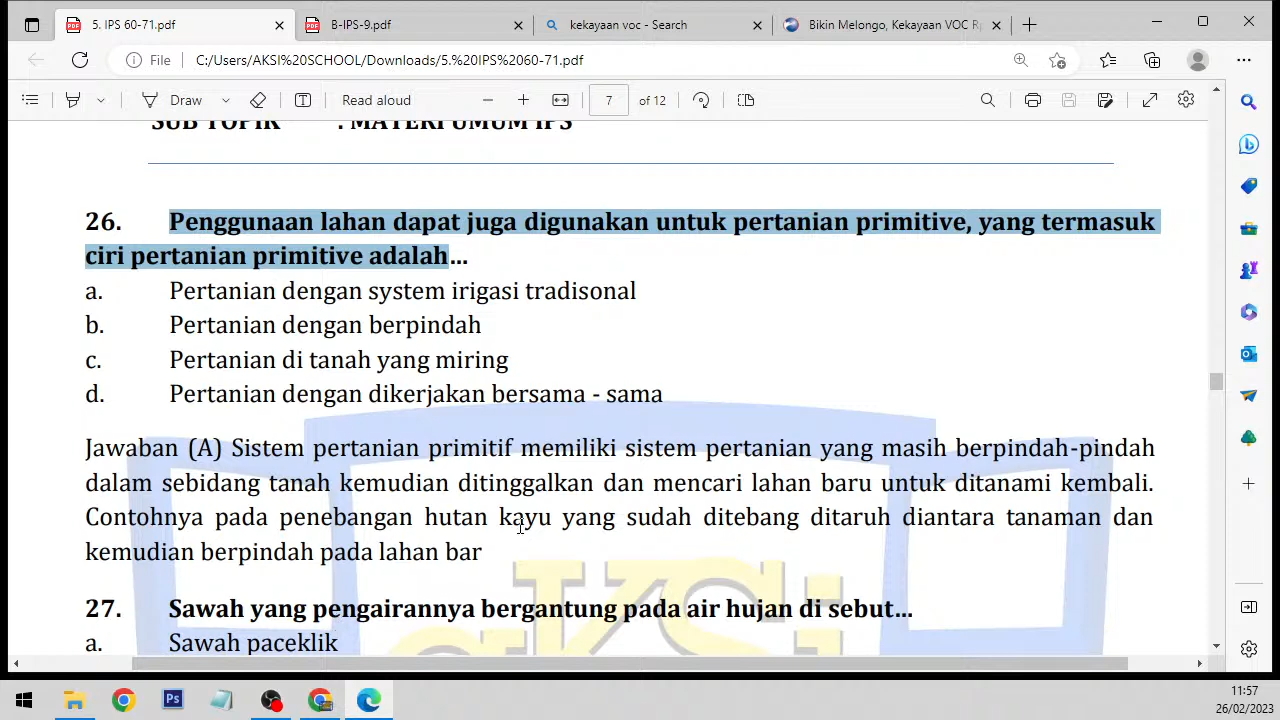 5. IPS 60-71.pdf
B-IPS-9.pdf
kekayaan voc - Search
Bikin Melongo, Kekayaan VOC Rp
File C:/Users/AKSI%20SCHOOL/Downloads/5.%20IPS%2060-71.pdf
Draw
Read aloud
7 of 12
SUB TOPIK : MATERI UMUM IPS
26. Penggunaan lahan dapat juga digunakan untuk pertanian primitive, yang termasuk
ciri pertanian primitive adalah...
a. Pertanian dengan system irigasi tradisonal
b. Pertanian dengan berpindah
c. Pertanian di tanah yang miring
d. Pertanian dengan dikerjakan bersama - sama
Jawaban (A) Sistem pertanian primitif memiliki sistem pertanian yang masih berpindah-pindah
dalam sebidang tanah kemudian ditinggalkan dan mencari lahan baru untuk ditanami kembali.
Contohnya pada penebangan hutan kayu yang sudah ditebang ditaruh diantara tanaman dan
kemudian berpindah pada lahan bar
27. Sawah yang pengairannya bergantung pada air hujan di sebut...
a. Sawah paceklik
aKSi
Ps
11:57
26/02/2023